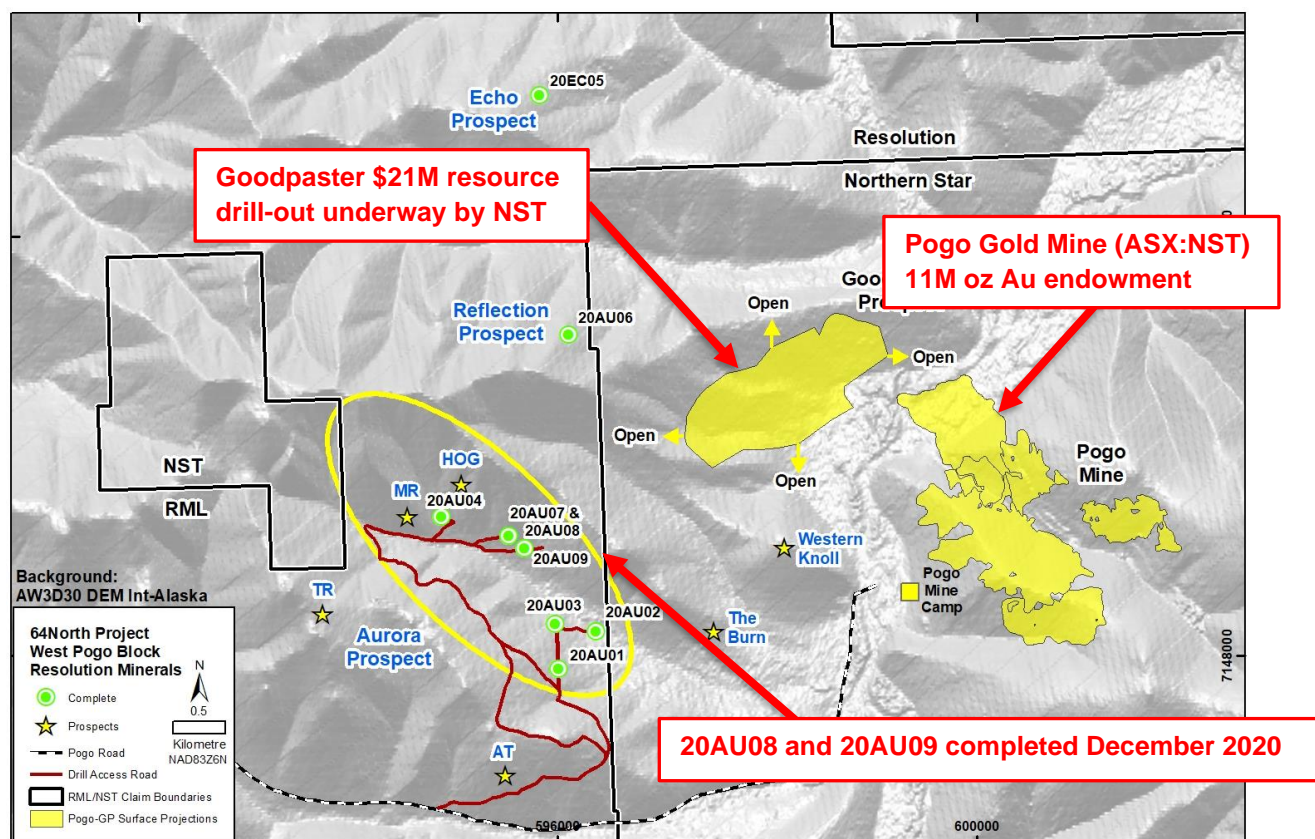 20EC05
Echo
Prospect
Resolution
Northern Star
Goodpaster $21M resource
drill-out underway by NST
Pogo Gold Mine (ASX:NST)
11M oz Au endowment
Reflection
Prospect
20AU06
Open
Open
Open
Open
NST
RML
HOG
MR
20AU04
20AU07 &
20AU08
20AU09
Pogo
Mine
Western
Knoll
Pogo
Mine
Camp
TR
20AU03
20AU02
The
Burn
Aurora
Prospect
20AU01
7148000
20AU08 and 20AU09 completed December 2020
AT
596000
600000
Background:
AW3D30 DEM Int-Alaska
64North Project
West Pogo Block
Resolution Minerals
Complete
N
Prospects
0.5
Kilometre
NAD83Z6N
Pogo Road
Drill Access Road
RML/NST Claim Boundaries
Pogo-GP Surface Projections